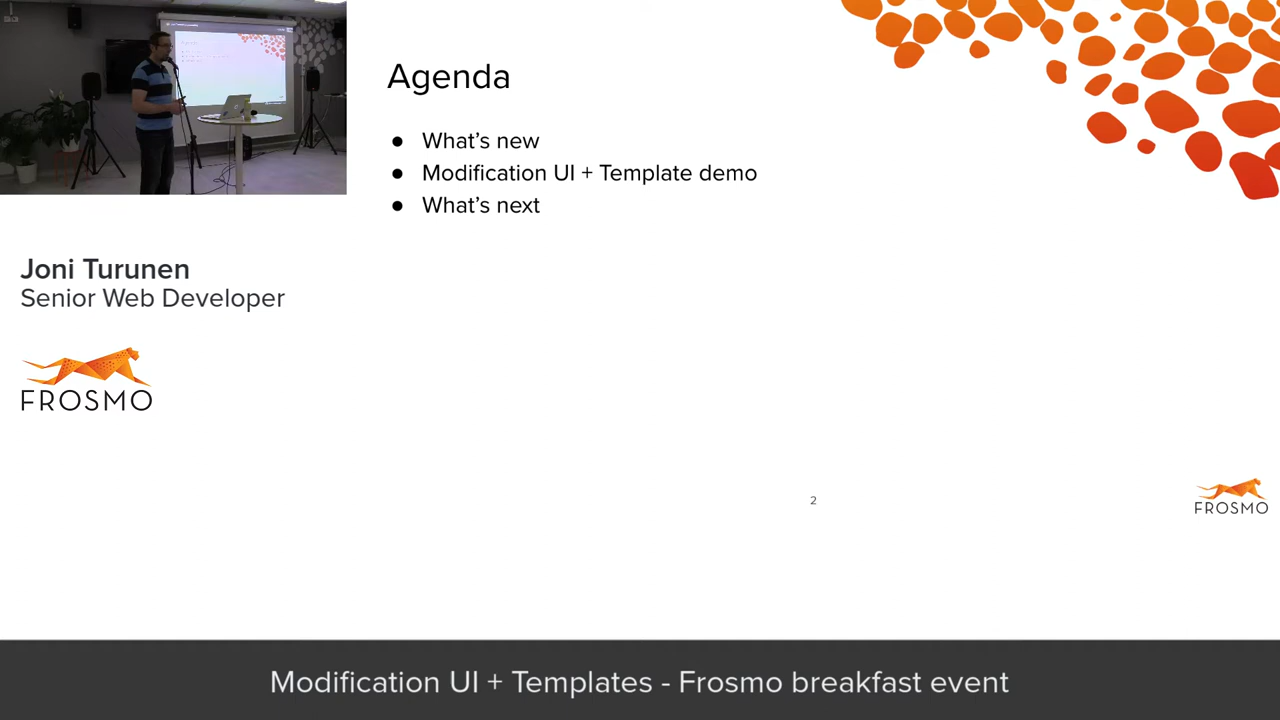 Agenda
● What's new
● Modification UI + Template demo
● What's next
Joni Turunen
Senior Web Developer
FROSMO
2
FROSMO
Modification UI + Templates - Frosmo breakfast event